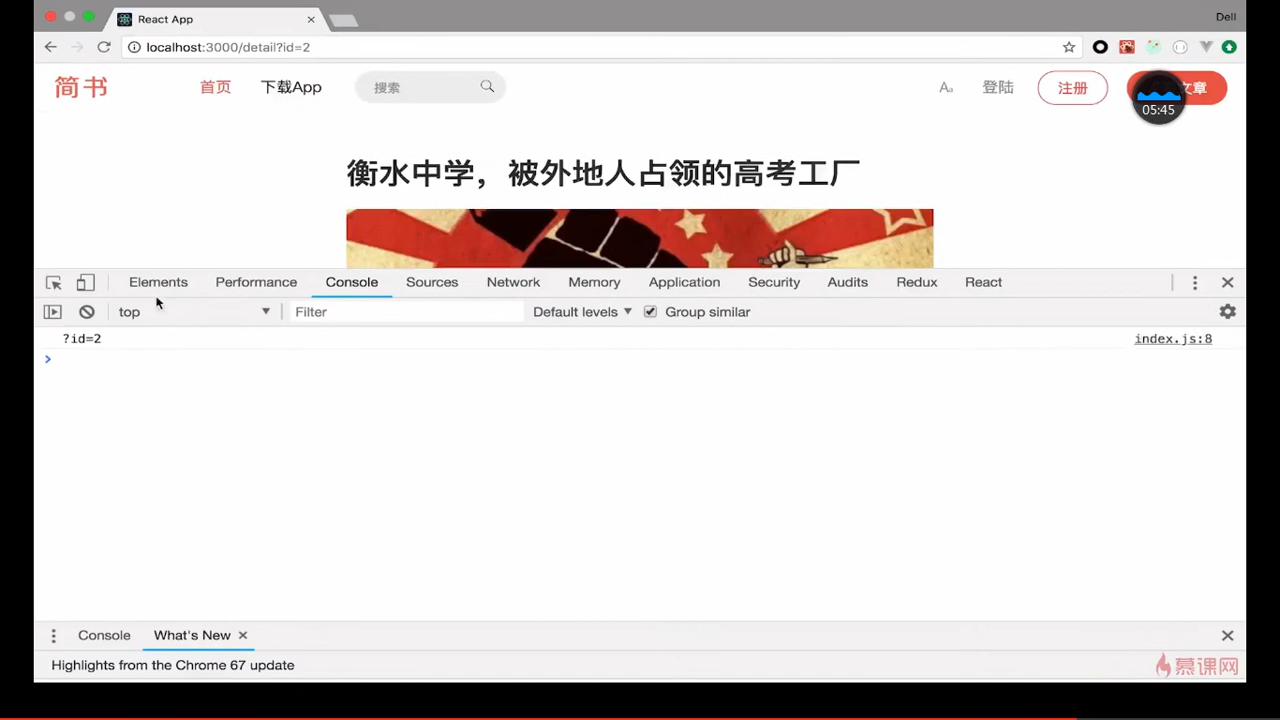 React App
Dell
localhost:3000/detail?id=2
简书 首页 下载App 搜索 Aa 登陆 注册 文章
05:45
衡水中学，被外地人占领的高考工厂
Elements Performance Console Sources Network Memory Application Security Audits Redux React
top Filter Default levels Group similar
?id=2 index.js:8
Console What's New
Highlights from the Chrome 67 update
慕课网